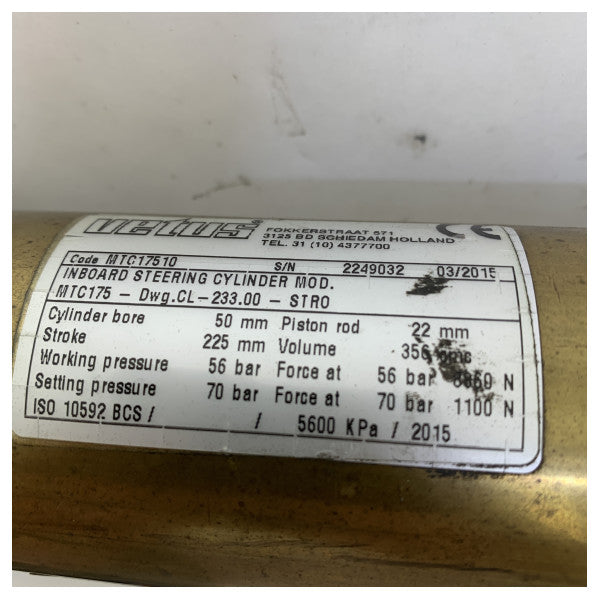 vetus
FOKKERSTRAAT 571
3125 BD SCHIEDAM HOLLAND
TEL. 31 (10) 4377700
CE
Code MTC17510 S/N 2249032 03/2015
INBOARD STEERING CYLINDER MOD.
MTC175 - Dwg.CL-233.00 - STRO
Cylinder bore 50 mm Piston rod 22 mm
Stroke 225 mm Volume 356
Working pressure 56 bar Force at 56 bar N
Setting pressure 70 bar Force at 70 bar 1100 N
ISO 10592 BCS / / 5600 KPa / 2015